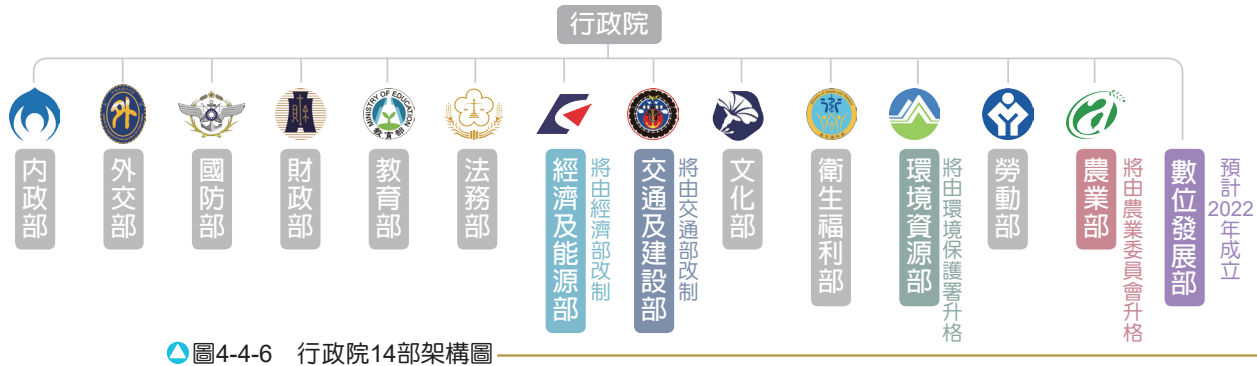 行政院
內政部
外交部
國防部
財政部
MINISTRY OF EDUCATION
教育部
教育部
法務部
經濟及能源部
將由經濟部改制
交通及建設部
將由交通部改制
文化部
衛生福利部
環境資源部
將由環境保護署升格
勞動部
農業部
將由農業委員會升格
數位發展部
預計2022年成立
圖4-4-6 行政院14部架構圖